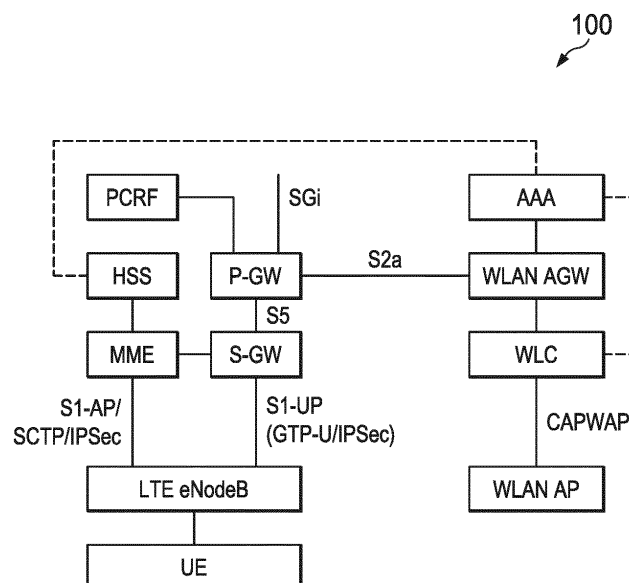 100
PCRF
SGi
AAA
HSS
P-GW
S2a
WLAN AGW
S5
MME
S-GW
WLC
S1-AP/
SCTP/IPSec
S1-UP
(GTP-U/IPSec)
CAPWAP
LTE eNodeB
WLAN AP
UE